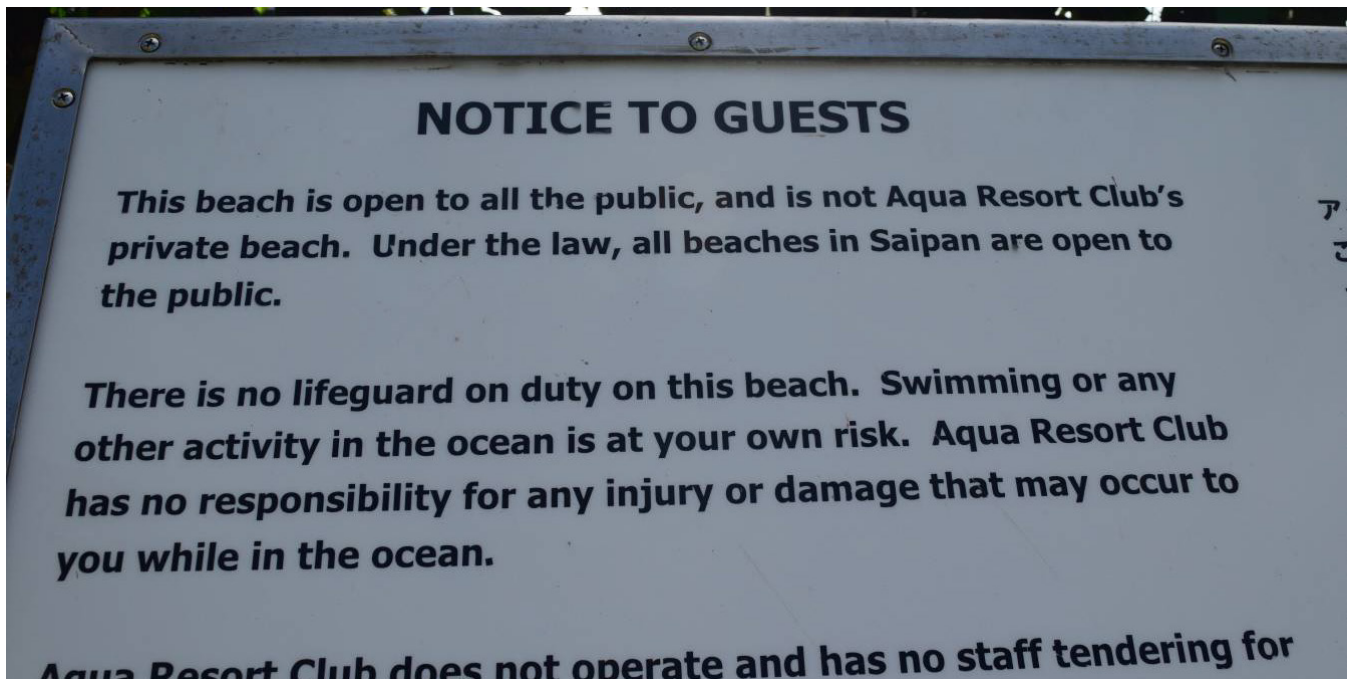 NOTICE TO GUESTS
This beach is open to all the public, and is not Aqua Resort Club's
private beach. Under the law, all beaches in Saipan are open to
the public.
There is no lifeguard on duty on this beach. Swimming or any
other activity in the ocean is at your own risk. Aqua Resort Club
has no responsibility for any injury or damage that may occur to
you while in the ocean.
Aqua Resort Club does not operate and has no staff tendering for
ア